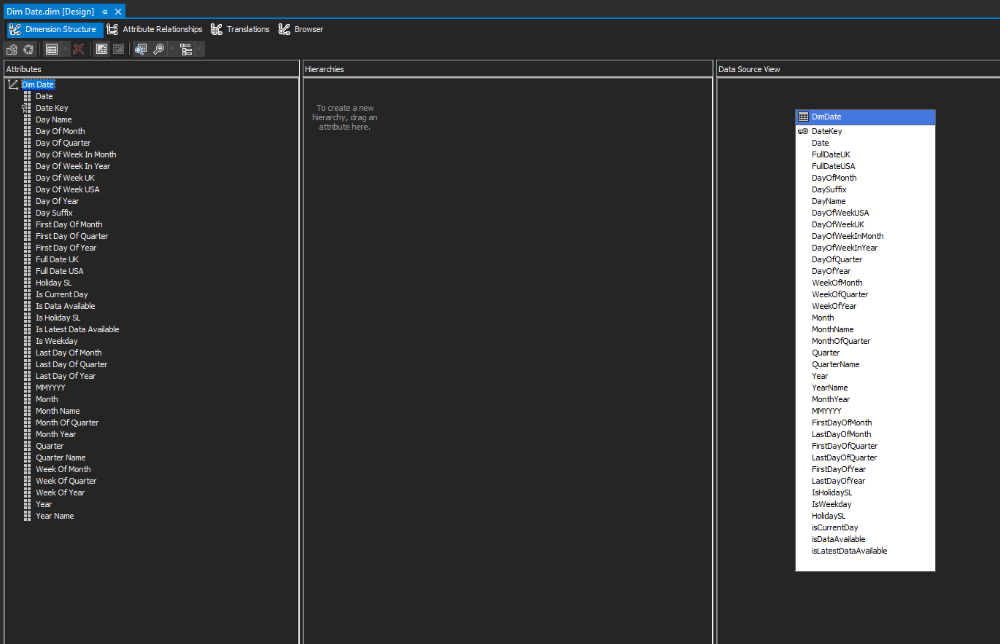 Dim Date.dim [Design]
Dimension Structure Attribute Relationships Translations Browser
Attributes
Dim Date
Date
Date Key
Day Name
Day Of Month
Day Of Quarter
Day Of Week In Month
Day Of Week In Year
Day Of Week UK
Day Of Week USA
Day Of Year
Day Suffix
First Day Of Month
First Day Of Quarter
First Day Of Year
Full Date UK
Full Date USA
Holiday SL
Is Current Day
Is Data Available
Is Holiday SL
Is Latest Data Available
Is Weekday
Last Day Of Month
Last Day Of Quarter
Last Day Of Year
MMYYYY
Month
Month Name
Month Of Quarter
Month Year
Quarter
Quarter Name
Week Of Month
Week Of Quarter
Week Of Year
Year
Year Name
Hierarchies
To create a new
hierarchy, drag an
attribute here.
Data Source View
DimDate
DateKey
Date
FullDateUK
FullDateUSA
DayOfMonth
DaySuffix
DayName
DayOfWeekUSA
DayOfWeekUK
DayOfWeekInMonth
DayOfWeekInYear
DayOfQuarter
DayOfYear
WeekOfMonth
WeekOfQuarter
WeekOfYear
Month
MonthName
MonthOfQuarter
Quarter
QuarterName
Year
YearName
MonthYear
MMYYYY
FirstDayOfMonth
LastDayOfMonth
FirstDayOfQuarter
LastDayOfQuarter
FirstDayOfYear
LastDayOfYear
IsHolidaySL
IsWeekday
HolidaySL
isCurrentDay
isDataAvailable
isLatestDataAvailable